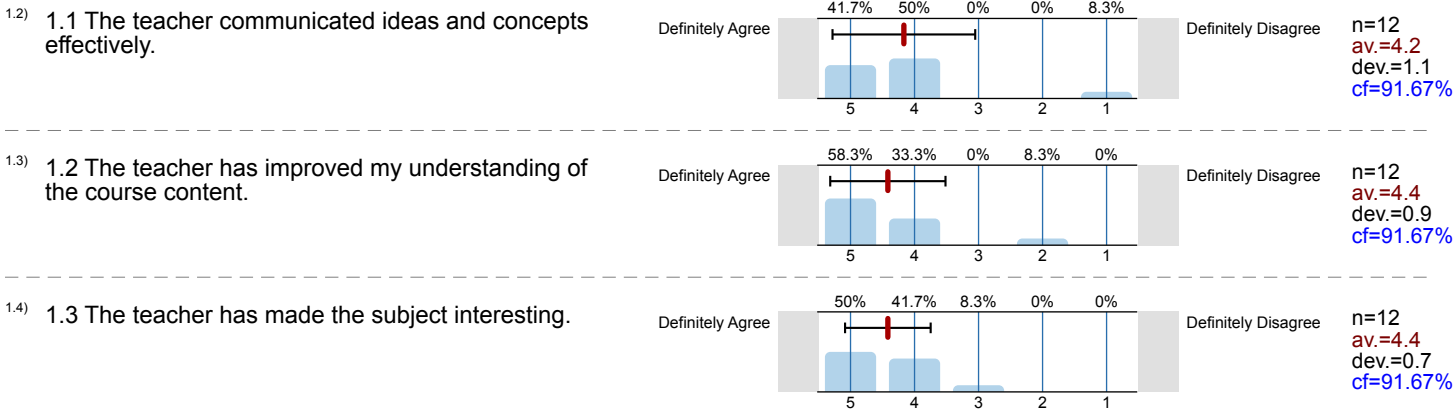 1.2) 1.1 The teacher communicated ideas and concepts
effectively.
41.7% 50% 0% 0% 8.3%
Definitely Agree Definitely Disagree
5 4 3 2 1
n=12
av.=4.2
dev.=1.1
cf=91.67%
1.3) 1.2 The teacher has improved my understanding of
the course content.
58.3% 33.3% 0% 8.3% 0%
Definitely Agree Definitely Disagree
5 4 3 2 1
n=12
av.=4.4
dev.=0.9
cf=91.67%
1.4) 1.3 The teacher has made the subject interesting.
50% 41.7% 8.3% 0% 0%
Definitely Agree Definitely Disagree
5 4 3 2 1
n=12
av.=4.4
dev.=0.7
cf=91.67%